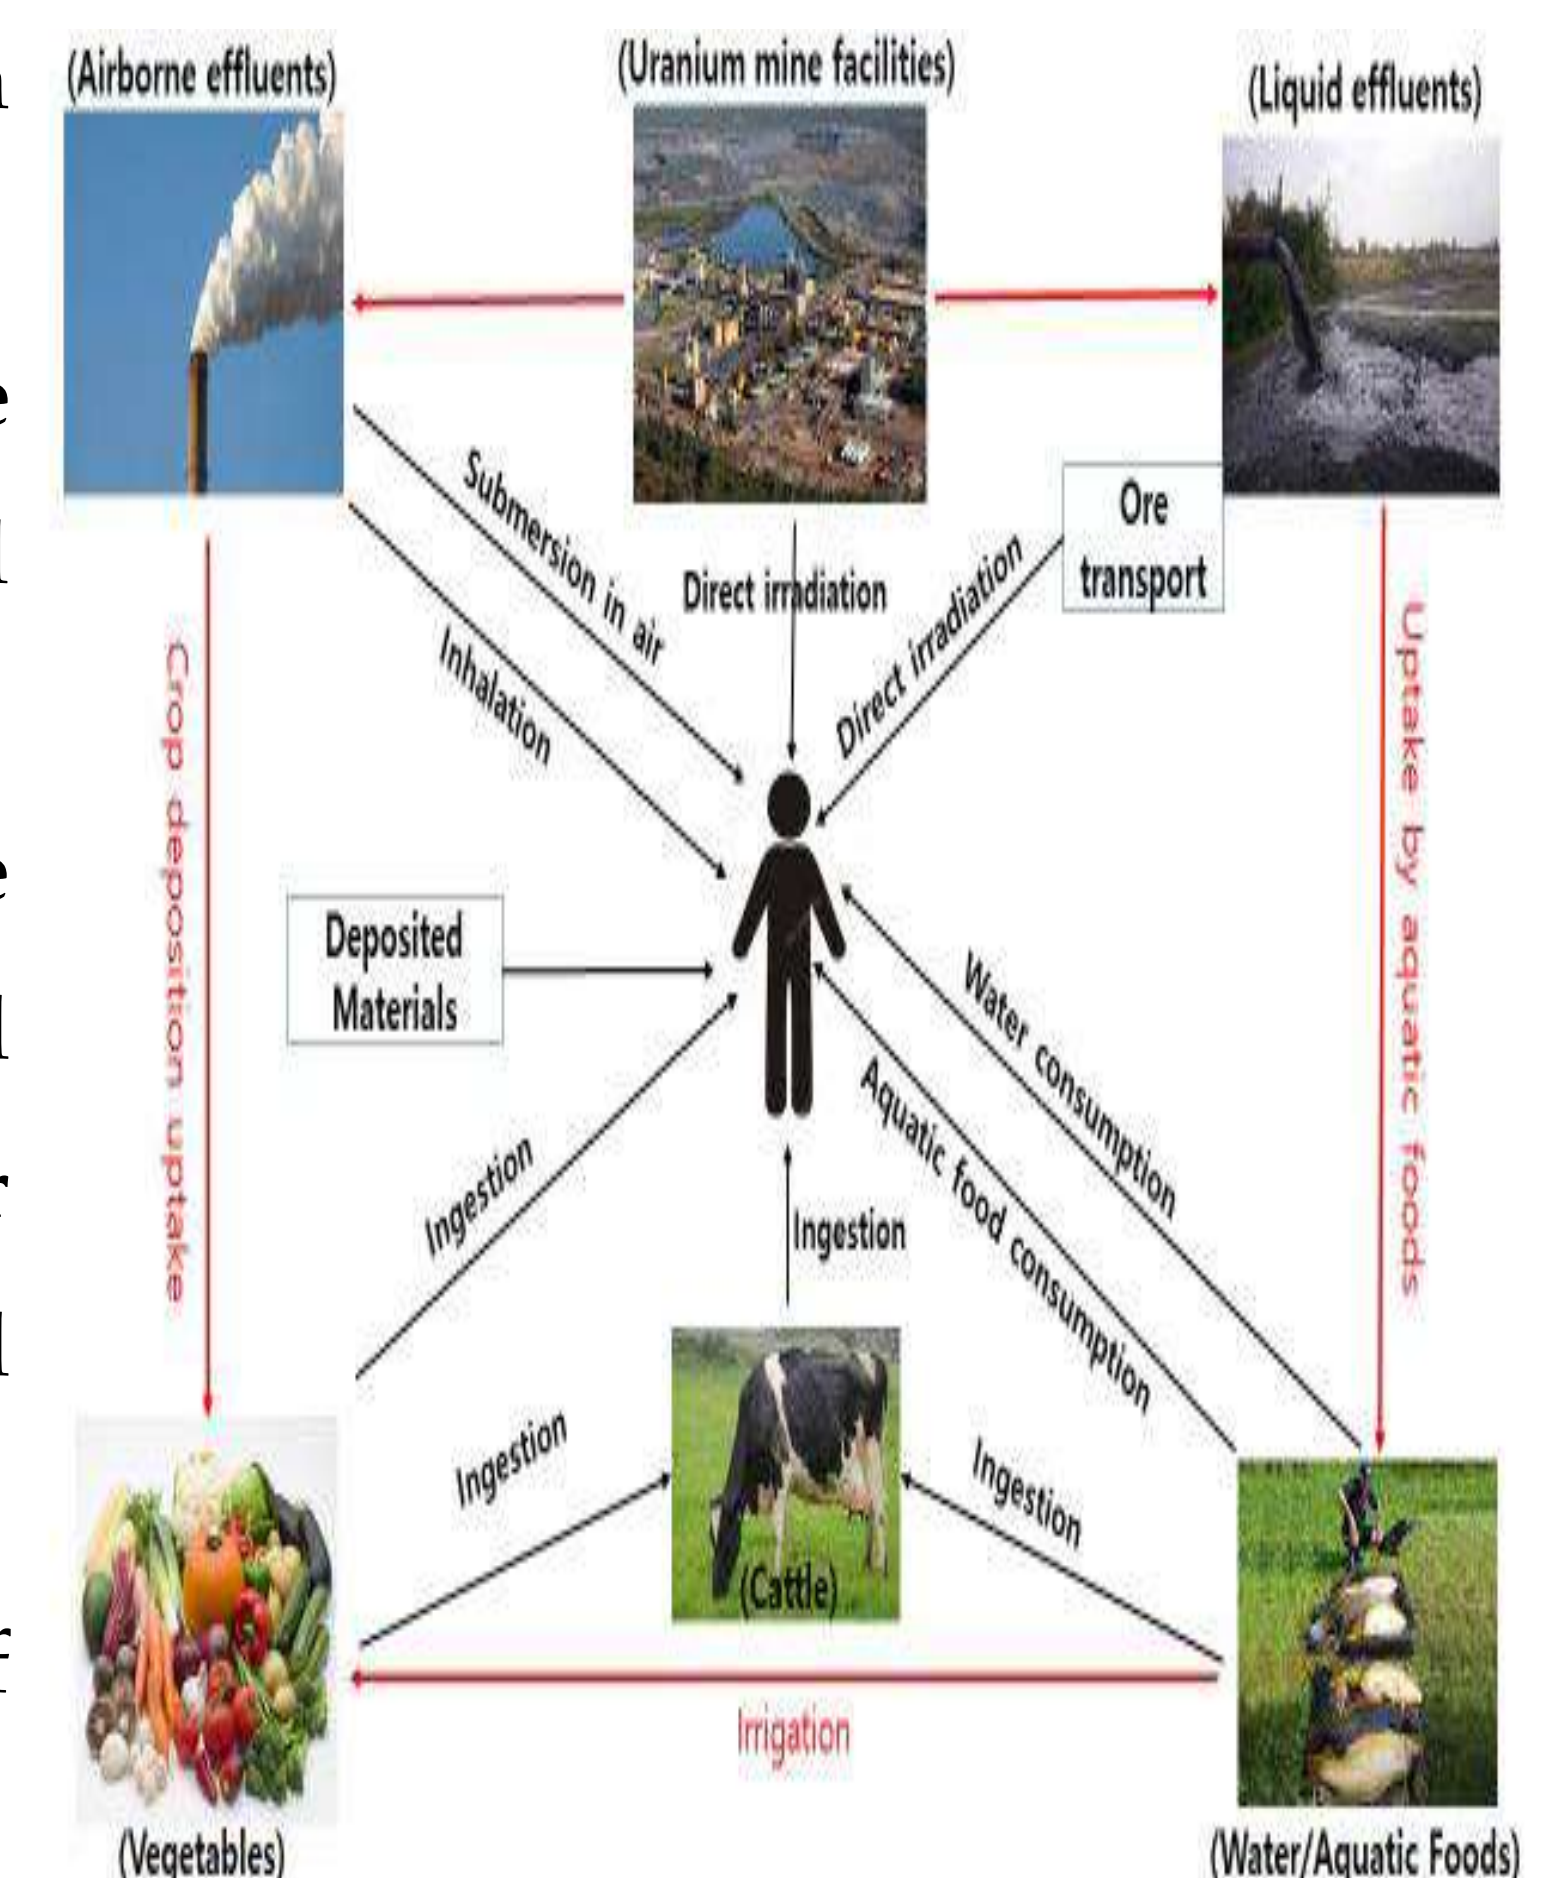 (Airborne effluents)
(Uranium mine facilities)
(Liquid effluents)
Ore
transport
Submersion in air
Direct irradiation
Direct irradiation
Inhalation
Crop deposition uptake
Uptake by aquatic foods
Deposited
Materials
Water consumption
Aquatic food consumption
Ingestion
Ingestion
Ingestion
Ingestion
(Cattle)
Irrigation
(Vegetables)
(Water/Aquatic Foods)